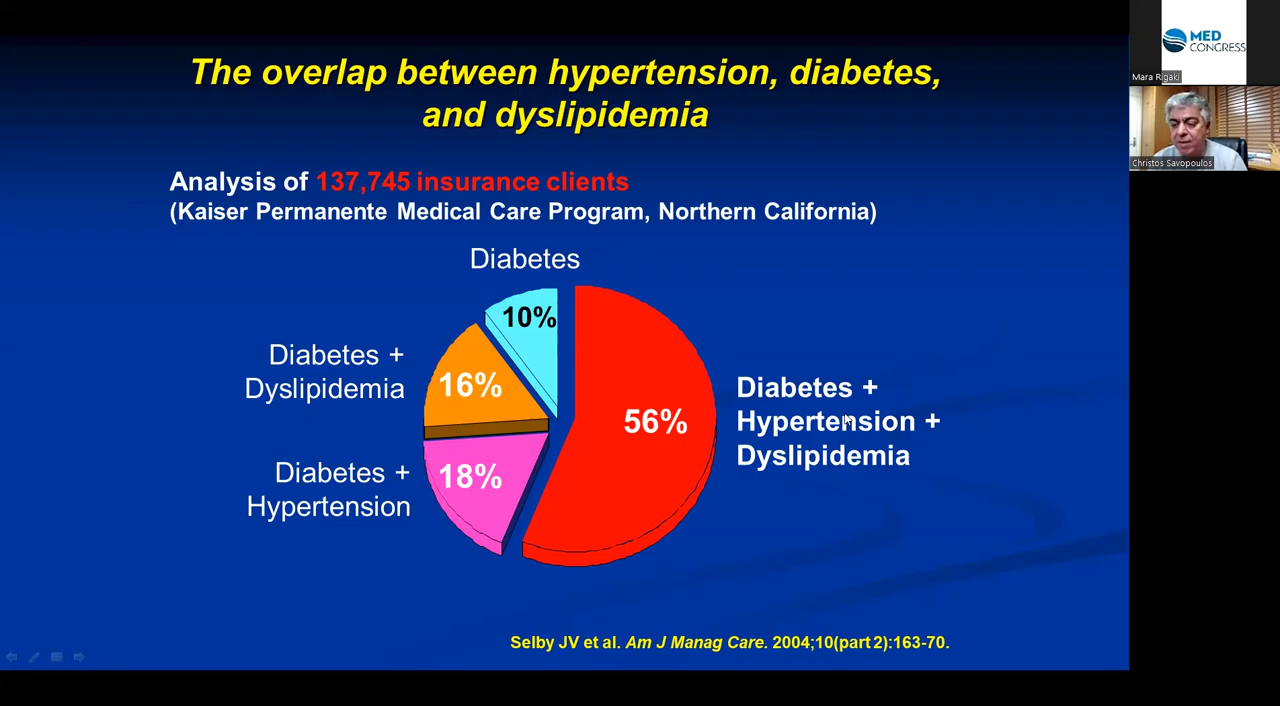 The overlap between hypertension, diabetes,
and dyslipidemia
Analysis of 137,745 insurance clients
(Kaiser Permanente Medical Care Program, Northern California)
Diabetes
10%
Diabetes +
Dyslipidemia
16%
56%
Diabetes +
Hypertension +
Dyslipidemia
Diabetes +
Hypertension
18%
Selby JV et al. Am J Manag Care. 2004;10(part 2):163-70.
MED
CONGRESS
Mara Rigaki
Christos Savopoulos